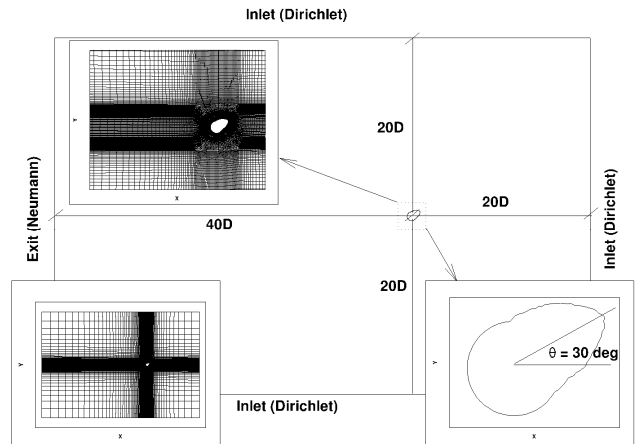 Inlet (Dirichlet)
Y
X
20D
Exit (Neumann)
40D
20D
Inlet (Dirichlet)
20D
Y
X
Y
θ = 30 deg
X
Inlet (Dirichlet)